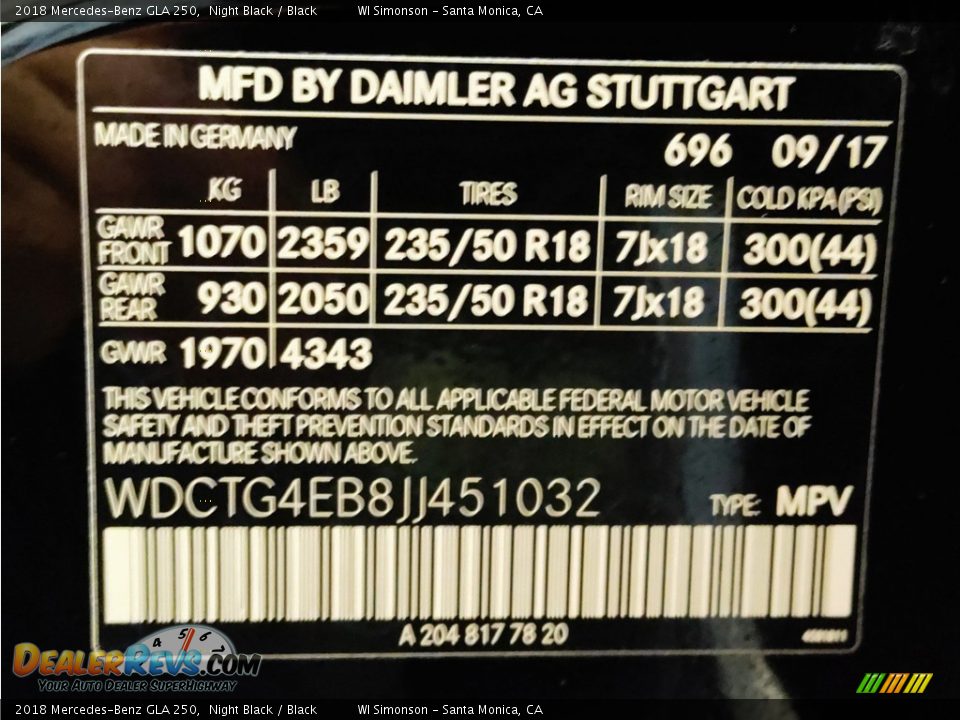 2018 Mercedes-Benz GLA 250, Night Black / Black WI Simonson - Santa Monica, CA
MFD BY DAIMLER AG STUTTGART
MADE IN GERMANY 696 09/17
KG LB TIRES RIM SIZE COLD KPA(PSI)
GAWR FRONT 1070 2359 235/50 R18 7Jx18 300(44)
GAWR REAR 930 2050 235/50 R18 7Jx18 300(44)
GVWR 1970 4343
THIS VEHICLE CONFORMS TO ALL APPLICABLE FEDERAL MOTOR VEHICLE
SAFETY AND THEFT PREVENTION STANDARDS IN EFFECT ON THE DATE OF
MANUFACTURE SHOWN ABOVE.
WDCTG4EB8JJ451032 TYPE: MPV
A 204 817 78 20
4 5 6
DEALERREVS.COM
YOUR AUTO DEALER SUPERHIGHWAY
2018 Mercedes-Benz GLA 250, Night Black / Black WI Simonson - Santa Monica, CA